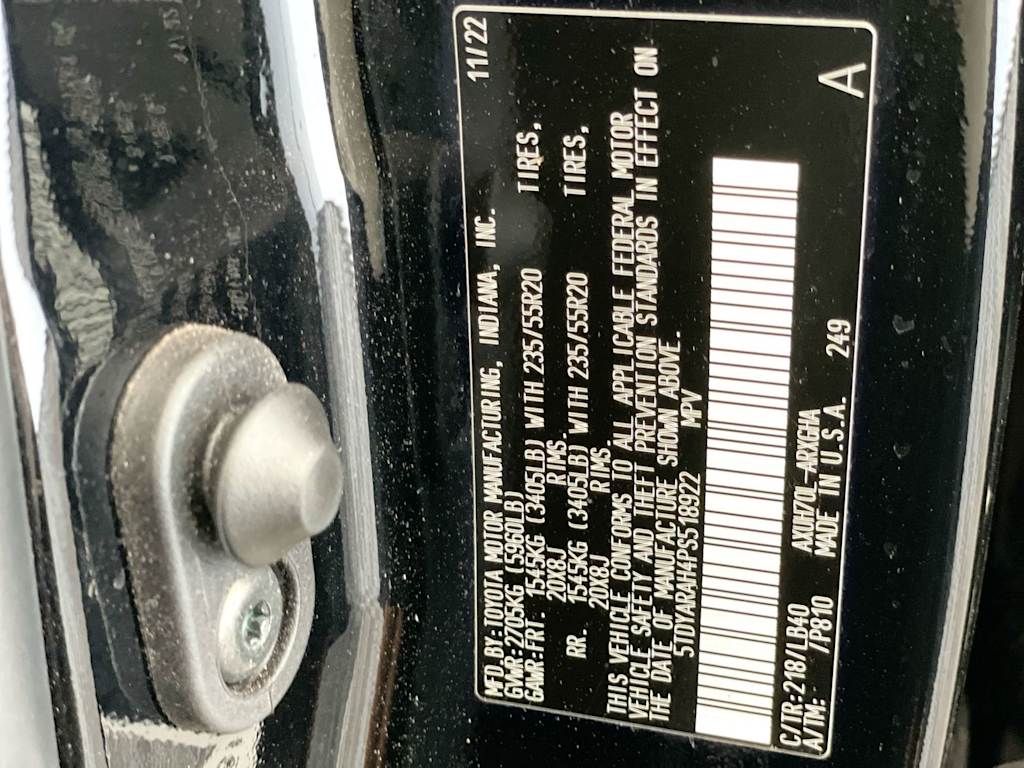 MFD.BY:TOYOTA MOTOR MANUFACTURING, INDIANA, INC. 11/22
GVWR:2705KG (5960LB)
GAWR:FRT. 1545KG (3405LB) WITH 235/55R20 TIRES,
20X8J RIMS.
RR. 1545KG (3405LB) WITH 235/55R20 TIRES,
20X8J RIMS.
THIS VEHICLE CONFORMS TO ALL APPLICABLE FEDERAL MOTOR
VEHICLE SAFETY AND THEFT PREVENTION STANDARDS IN EFFECT ON
THE DATE OF MANUFACTURE SHOWN ABOVE.
5TDYARAH4PS518922 MPV
C/TR:218/LB40 AXUH70L-ARXGHA
A/TM: /P810 MADE IN U.S.A. 249 A